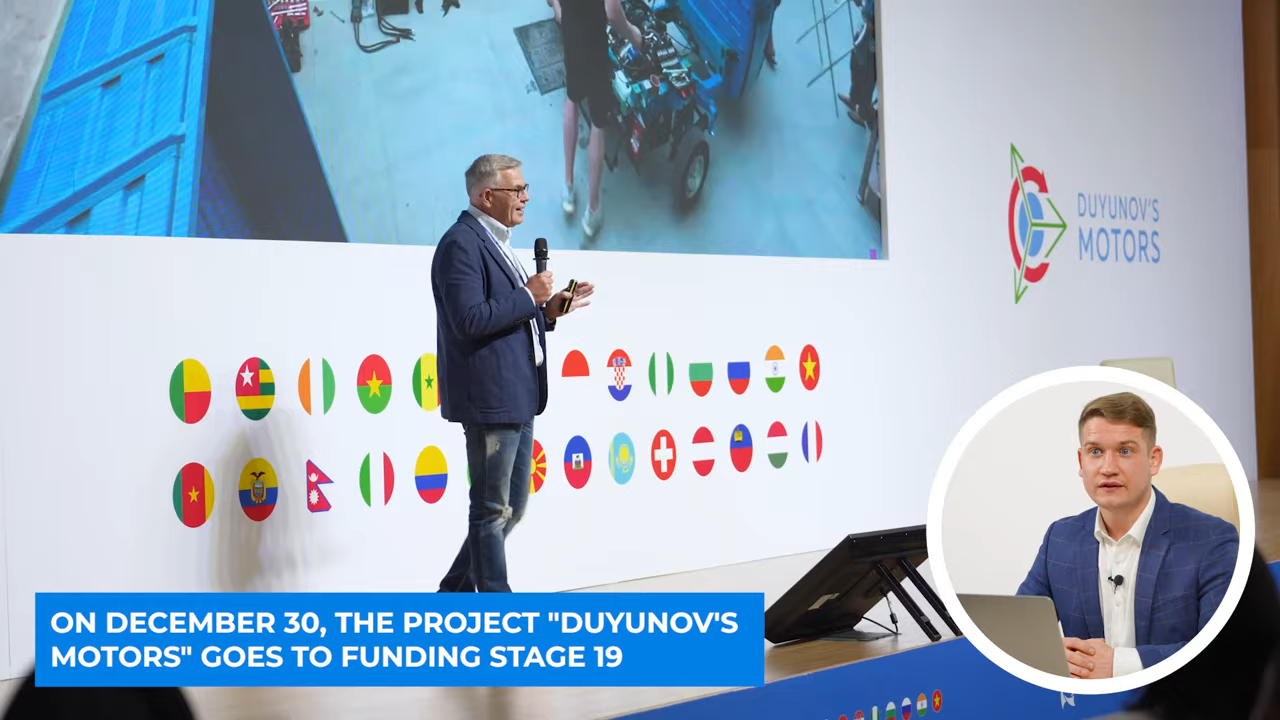 DUYUNOV'S
MOTORS
ON DECEMBER 30, THE PROJECT "DUYUNOV'S
MOTORS" GOES TO FUNDING STAGE 19